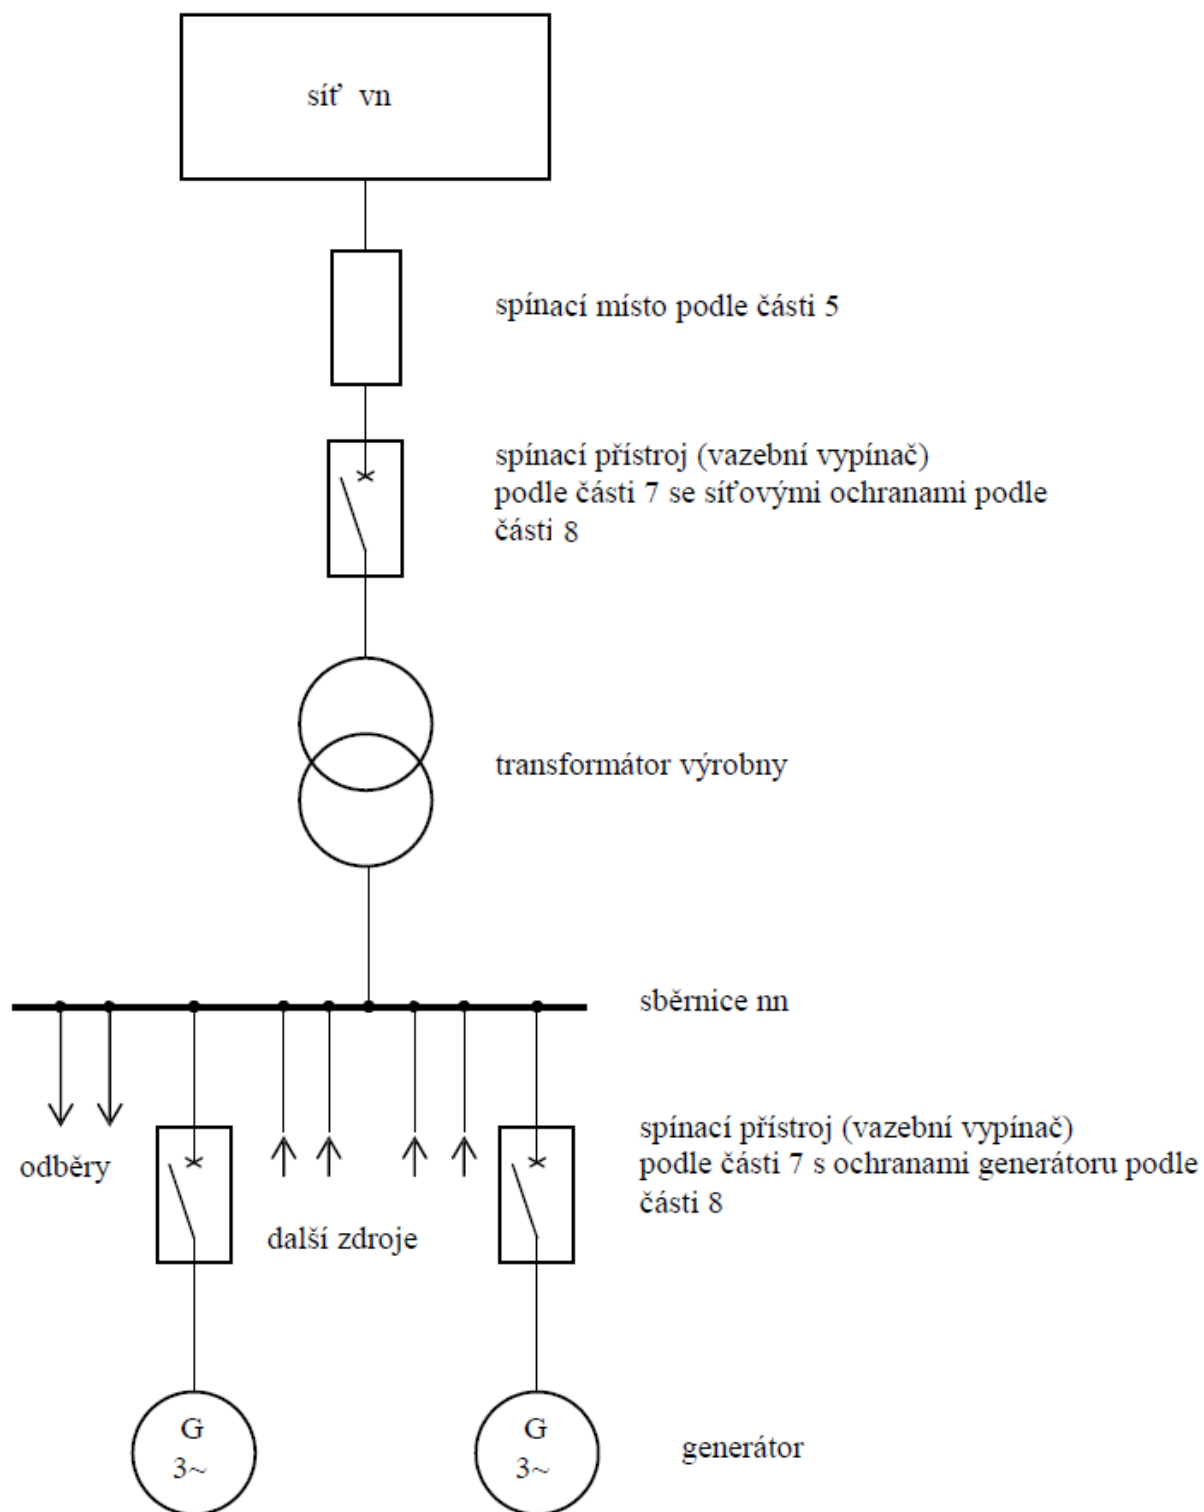 síť vn
spínací místo podle části 5
spínací přístroj (vazební vypínač)
podle části 7 se síťovými ochranami podle
části 8
transformátor výrobny
sběrnice nn
spínací přístroj (vazební vypínač)
podle části 7 s ochranami generátoru podle
části 8
odběry
další zdroje
G
3~
G
3~
generátor